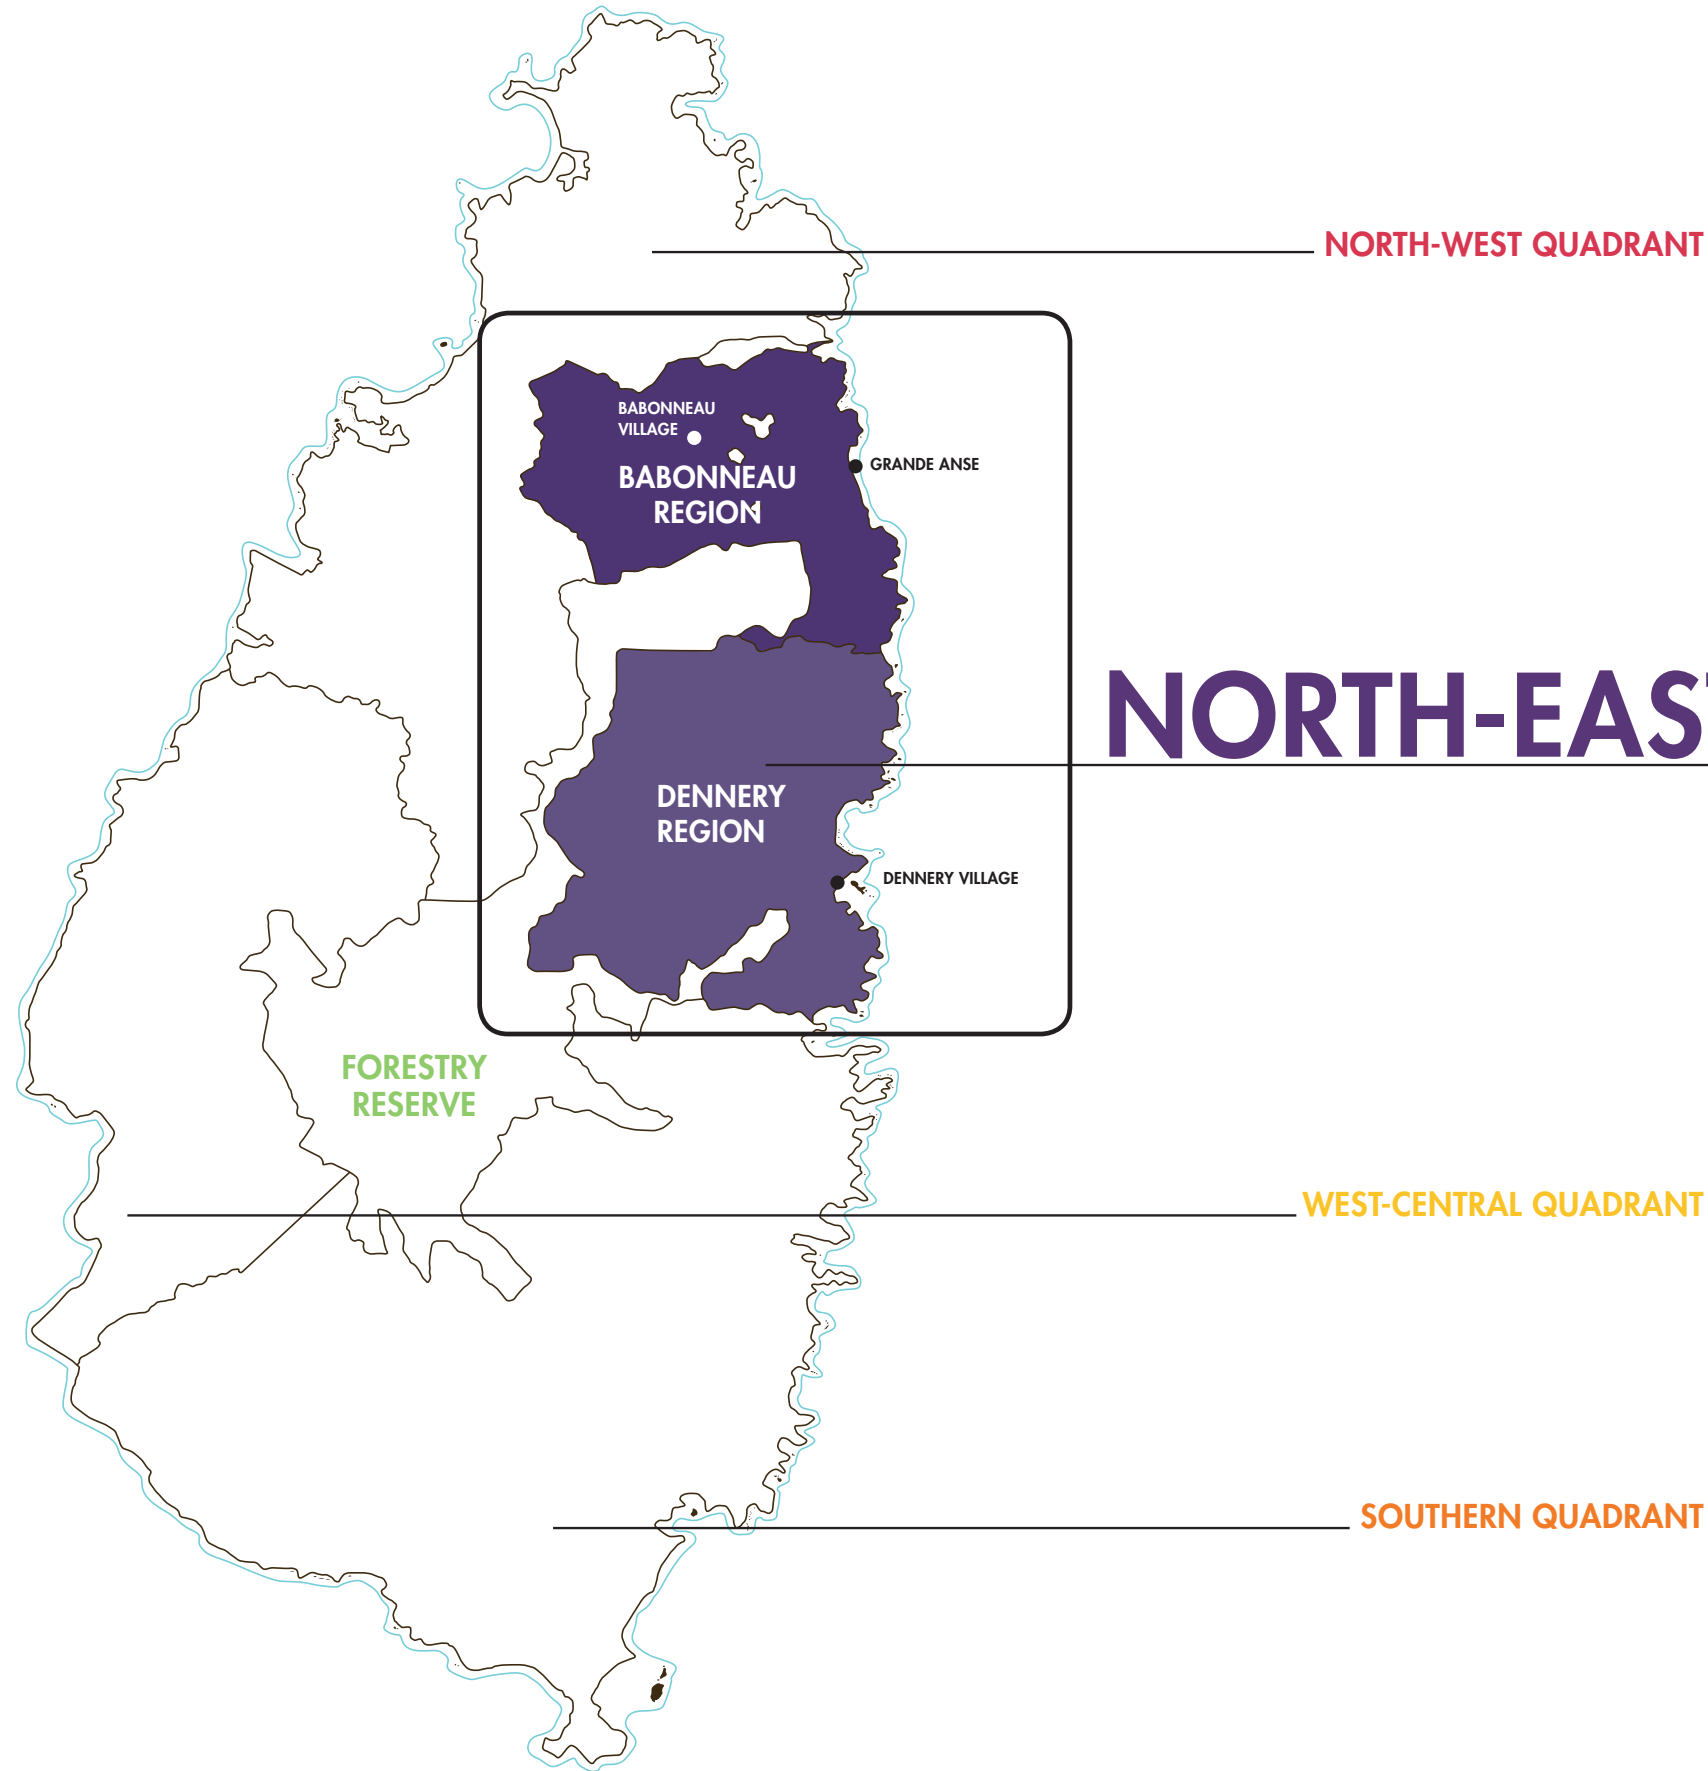 NORTH-WEST QUADRANT
BABONNEAU
VILLAGE
GRANDE ANSE
BABONNEAU
REGION
NORTH-EAS
DENNERY
REGION
DENNERY VILLAGE
FORESTRY
RESERVE
WEST-CENTRAL QUADRANT
SOUTHERN QUADRANT